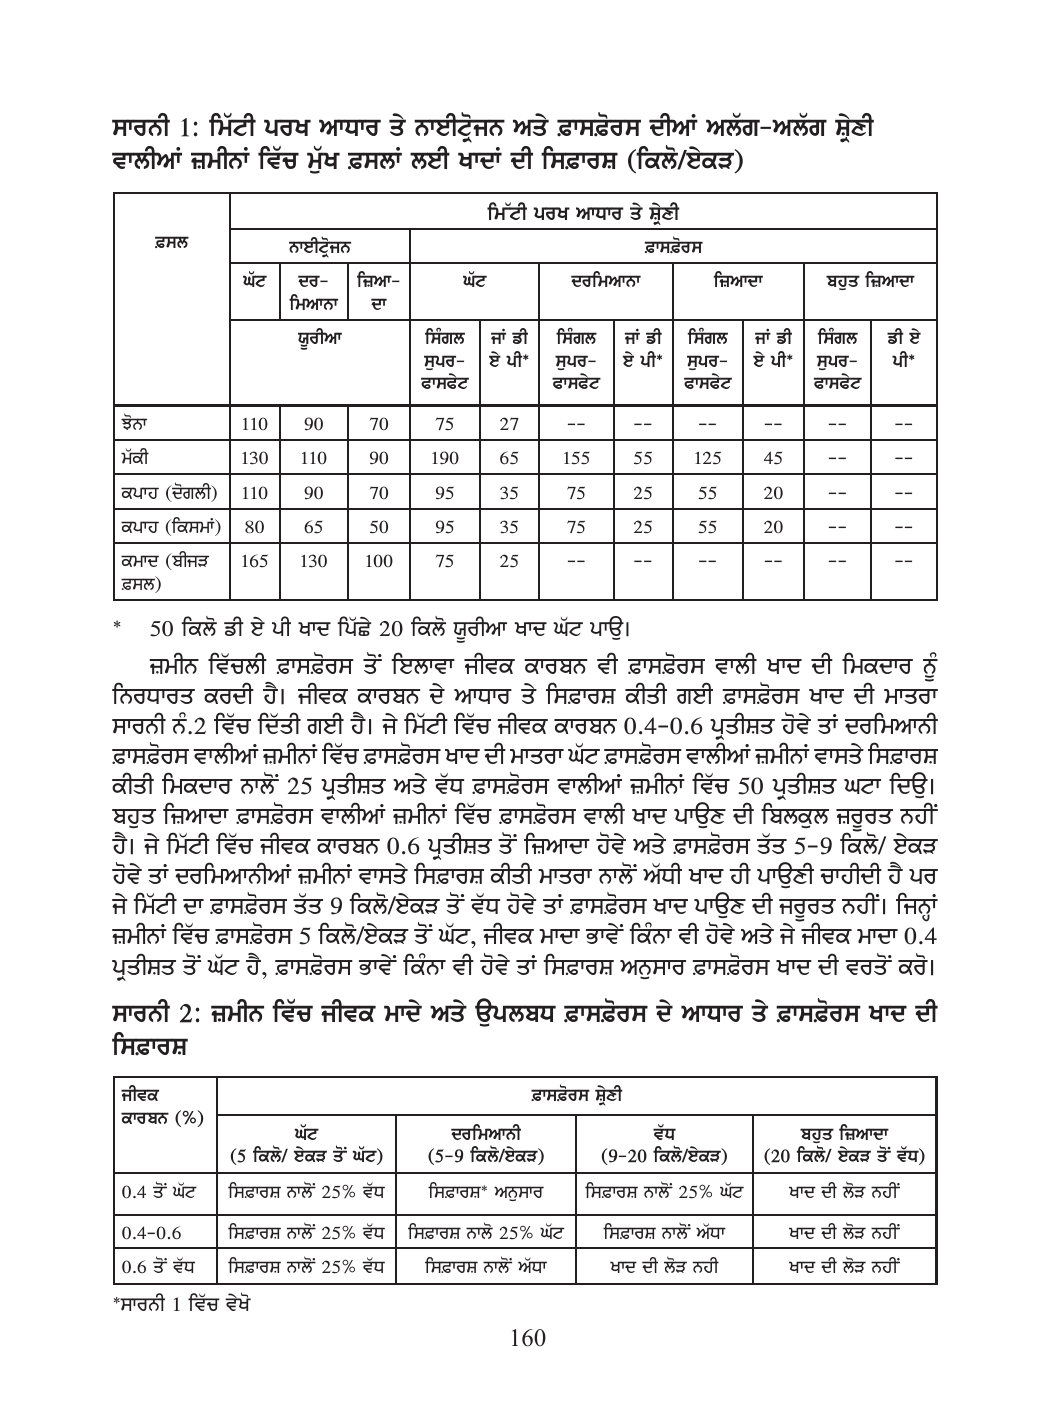 ਸਾਰਨੀ 1: ਮਿੱਟੀ ਪਰਖ ਆਧਾਰ ਤੇ ਨਾਈਟ੍ਰੋਜਨ ਅਤੇ ਫ਼ਾਸਫ਼ੋਰਸ ਦੀਆਂ ਅਲੱਗ-ਅਲੱਗ ਸ਼੍ਰੇਣੀ
ਵਾਲੀਆਂ ਜ਼ਮੀਨਾਂ ਵਿੱਚ ਮੁੱਖ ਫ਼ਸਲਾਂ ਲਈ ਖਾਦਾਂ ਦੀ ਸਿਫ਼ਾਰਸ਼ (ਕਿਲੋ/ਏਕੜ)
ਮਿੱਟੀ ਪਰਖ ਆਧਾਰ ਤੇ ਸ਼੍ਰੇਣੀ
ਫ਼ਸਲ ਨਾਈਟ੍ਰੋਜਨ ਫ਼ਾਸਫ਼ੋਰਸ
ਘੱਟ ਦਰ- ਜ਼ਿਆ- ਘੱਟ ਦਰਮਿਆਨਾ ਜ਼ਿਆਦਾ ਬਹੁਤ ਜ਼ਿਆਦਾ
ਮਿਆਨਾ ਦਾ
ਯੂਰੀਆ ਸਿੰਗਲ ਜਾਂ ਡੀ ਸਿੰਗਲ ਜਾਂ ਡੀ ਸਿੰਗਲ ਜਾਂ ਡੀ ਸਿੰਗਲ ਡੀ ਏ
ਸੁਪਰ- ਏ ਪੀ* ਸੁਪਰ- ਏ ਪੀ* ਸੁਪਰ- ਏ ਪੀ* ਸੁਪਰ- ਪੀ*
ਫਾਸਫੇਟ ਫਾਸਫੇਟ ਫਾਸਫੇਟ ਫਾਸਫੇਟ
ਝੋਨਾ 110 90 70 75 27 -- -- -- -- -- --
ਮੱਕੀ 130 110 90 190 65 155 55 125 45 -- --
ਕਪਾਹ (ਦੋਗਲੀ) 110 90 70 95 35 75 25 55 20 -- --
ਕਪਾਹ (ਕਿਸਮਾਂ) 80 65 50 95 35 75 25 55 20 -- --
ਕਮਾਦ (ਬੀਜੜ 165 130 100 75 25 -- -- -- -- -- --
ਫ਼ਸਲ)
* 50 ਕਿਲੋ ਡੀ ਏ ਪੀ ਖਾਦ ਪਿੱਛੇ 20 ਕਿਲੋ ਯੂਰੀਆ ਖਾਦ ਘੱਟ ਪਾਉ।
ਜ਼ਮੀਨ ਵਿੱਚਲੀ ਫ਼ਾਸਫ਼ੋਰਸ ਤੋਂ ਇਲਾਵਾ ਜੀਵਕ ਕਾਰਬਨ ਵੀ ਫ਼ਾਸਫ਼ੋਰਸ ਵਾਲੀ ਖਾਦ ਦੀ ਮਿਕਦਾਰ ਨੂੰ
ਨਿਰਧਾਰਤ ਕਰਦੀ ਹੈ। ਜੀਵਕ ਕਾਰਬਨ ਦੇ ਆਧਾਰ ਤੇ ਸਿਫ਼ਾਰਸ਼ ਕੀਤੀ ਗਈ ਫ਼ਾਸਫ਼ੋਰਸ ਖਾਦ ਦੀ ਮਾਤਰਾ
ਸਾਰਨੀ ਨੰ.2 ਵਿੱਚ ਦਿੱਤੀ ਗਈ ਹੈ। ਜੇ ਮਿੱਟੀ ਵਿੱਚ ਜੀਵਕ ਕਾਰਬਨ 0.4-0.6 ਪ੍ਰਤੀਸ਼ਤ ਹੋਵੇ ਤਾਂ ਦਰਮਿਆਨੀ
ਫ਼ਾਸਫ਼ੋਰਸ ਵਾਲੀਆਂ ਜ਼ਮੀਨਾਂ ਵਿੱਚ ਫ਼ਾਸਫ਼ੋਰਸ ਖਾਦ ਦੀ ਮਾਤਰਾ ਘੱਟ ਫ਼ਾਸਫ਼ੋਰਸ ਵਾਲੀਆਂ ਜ਼ਮੀਨਾਂ ਵਾਸਤੇ ਸਿਫ਼ਾਰਸ਼
ਕੀਤੀ ਮਿਕਦਾਰ ਨਾਲੋਂ 25 ਪ੍ਰਤੀਸ਼ਤ ਅਤੇ ਵੱਧ ਫ਼ਾਸਫ਼ੋਰਸ ਵਾਲੀਆਂ ਜ਼ਮੀਨਾਂ ਵਿੱਚ 50 ਪ੍ਰਤੀਸ਼ਤ ਘਟਾ ਦਿਉ।
ਬਹੁਤ ਜ਼ਿਆਦਾ ਫ਼ਾਸਫ਼ੋਰਸ ਵਾਲੀਆਂ ਜ਼ਮੀਨਾਂ ਵਿੱਚ ਫ਼ਾਸਫ਼ੋਰਸ ਵਾਲੀ ਖਾਦ ਪਾਉਣ ਦੀ ਬਿਲਕੁਲ ਜ਼ਰੂਰਤ ਨਹੀਂ
ਹੈ। ਜੇ ਮਿੱਟੀ ਵਿੱਚ ਜੀਵਕ ਕਾਰਬਨ 0.6 ਪ੍ਰਤੀਸ਼ਤ ਤੋਂ ਜ਼ਿਆਦਾ ਹੋਵੇ ਅਤੇ ਫ਼ਾਸਫ਼ੋਰਸ ਤੱਤ 5-9 ਕਿਲੋ/ ਏਕੜ
ਹੋਵੇ ਤਾਂ ਦਰਮਿਆਨੀਆਂ ਜ਼ਮੀਨਾਂ ਵਾਸਤੇ ਸਿਫ਼ਾਰਸ਼ ਕੀਤੀ ਮਾਤਰਾ ਨਾਲੋਂ ਅੱਧੀ ਖਾਦ ਹੀ ਪਾਉਣੀ ਚਾਹੀਦੀ ਹੈ ਪਰ
ਜੇ ਮਿੱਟੀ ਦਾ ਫ਼ਾਸਫ਼ੋਰਸ ਤੱਤ 9 ਕਿਲੋ/ਏਕੜ ਤੋਂ ਵੱਧ ਹੋਵੇ ਤਾਂ ਫ਼ਾਸਫ਼ੋਰਸ ਖਾਦ ਪਾਉਣ ਦੀ ਜਰੂਰਤ ਨਹੀਂ। ਜਿਨ੍ਹਾਂ
ਜ਼ਮੀਨਾਂ ਵਿੱਚ ਫ਼ਾਸਫ਼ੋਰਸ 5 ਕਿਲੋ/ਏਕੜ ਤੋਂ ਘੱਟ, ਜੀਵਕ ਮਾਦਾ ਭਾਵੇਂ ਕਿੰਨਾ ਵੀ ਹੋਵੇ ਅਤੇ ਜੇ ਜੀਵਕ ਮਾਦਾ 0.4
ਪ੍ਰਤੀਸ਼ਤ ਤੋਂ ਘੱਟ ਹੈ, ਫ਼ਾਸਫ਼ੋਰਸ ਭਾਵੇਂ ਕਿੰਨਾ ਵੀ ਹੋਵੇ ਤਾਂ ਸਿਫ਼ਾਰਸ਼ ਅਨੁਸਾਰ ਫ਼ਾਸਫ਼ੋਰਸ ਖਾਦ ਦੀ ਵਰਤੋਂ ਕਰੋ।
ਸਾਰਨੀ 2: ਜ਼ਮੀਨ ਵਿੱਚ ਜੀਵਕ ਮਾਦੇ ਅਤੇ ਉਪਲਬਧ ਫ਼ਾਸਫ਼ੋਰਸ ਦੇ ਆਧਾਰ ਤੇ ਫ਼ਾਸਫ਼ੋਰਸ ਖਾਦ ਦੀ
ਸਿਫ਼ਾਰਸ਼
ਜੀਵਕ ਫ਼ਾਸਫ਼ੋਰਸ ਸ਼੍ਰੇਣੀ
ਕਾਰਬਨ (%)
ਘੱਟ ਦਰਮਿਆਨੀ ਵੱਧ ਬਹੁਤ ਜ਼ਿਆਦਾ
(5 ਕਿਲੋ/ ਏਕੜ ਤੋਂ ਘੱਟ) (5-9 ਕਿਲੋ/ਏਕੜ) (9-20 ਕਿਲੋ/ਏਕੜ) (20 ਕਿਲੋ/ ਏਕੜ ਤੋਂ ਵੱਧ)
0.4 ਤੋਂ ਘੱਟ ਸਿਫ਼ਾਰਸ਼ ਨਾਲੋਂ 25% ਵੱਧ ਸਿਫ਼ਾਰਸ਼* ਅਨੁਸਾਰ ਸਿਫ਼ਾਰਸ਼ ਨਾਲੋਂ 25% ਘੱਟ ਖਾਦ ਦੀ ਲੋੜ ਨਹੀਂ
0.4-0.6 ਸਿਫ਼ਾਰਸ਼ ਨਾਲੋਂ 25% ਵੱਧ ਸਿਫ਼ਾਰਸ਼ ਨਾਲੋ 25% ਘੱਟ ਸਿਫ਼ਾਰਸ਼ ਨਾਲੋਂ ਅੱਧਾ ਖਾਦ ਦੀ ਲੋੜ ਨਹੀਂ
0.6 ਤੋਂ ਵੱਧ ਸਿਫ਼ਾਰਸ਼ ਨਾਲੋਂ 25% ਵੱਧ ਸਿਫ਼ਾਰਸ਼ ਨਾਲੋਂ ਅੱਧਾ ਖਾਦ ਦੀ ਲੋੜ ਨਹੀ ਖਾਦ ਦੀ ਲੋੜ ਨਹੀਂ
*ਸਾਰਨੀ 1 ਵਿੱਚ ਵੇਖੋ
160